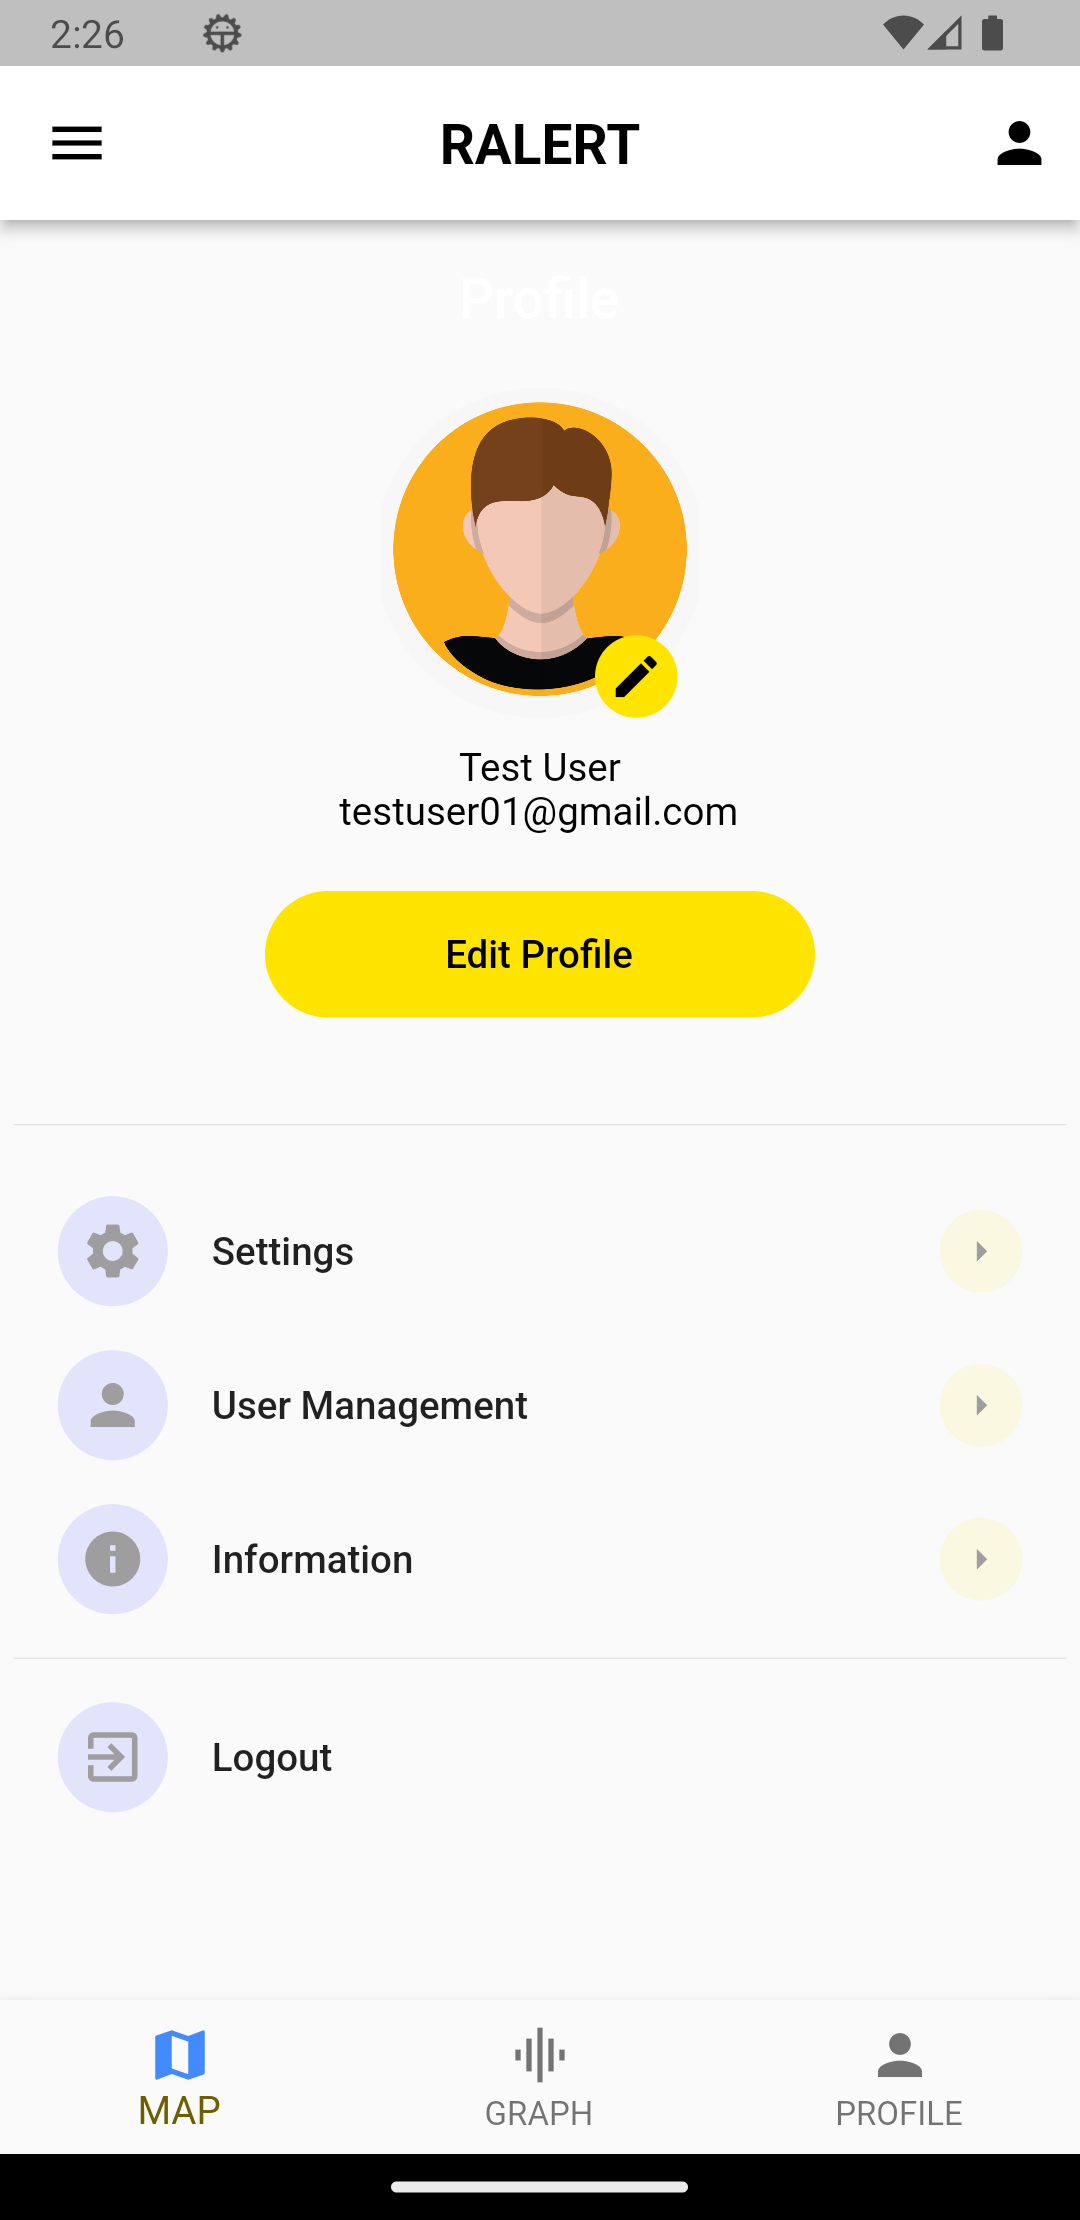 2:26
RALERT
Profile
Test User
testuser01@gmail.com
Edit Profile
Settings
User Management
Information
Logout
MAP
GRAPH
PROFILE